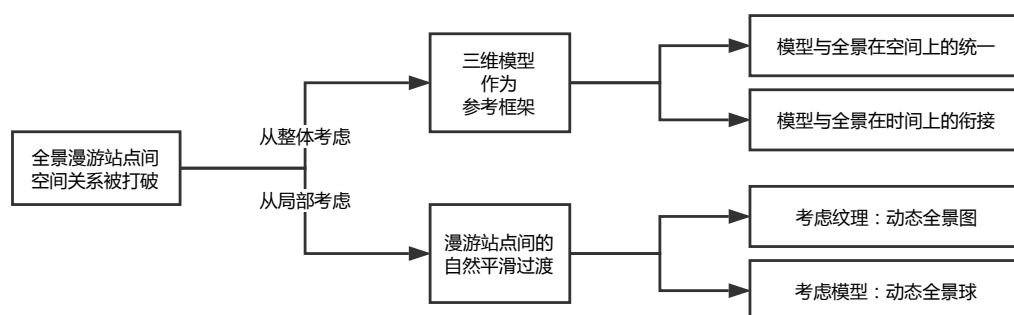 全景漫游站点间
空间关系被打破
从整体考虑
从局部考虑
三维模型
作为
参考框架
漫游站点间的
自然平滑过渡
模型与全景在空间上的统一
模型与全景在时间上的衔接
考虑纹理：动态全景图
考虑模型：动态全景球